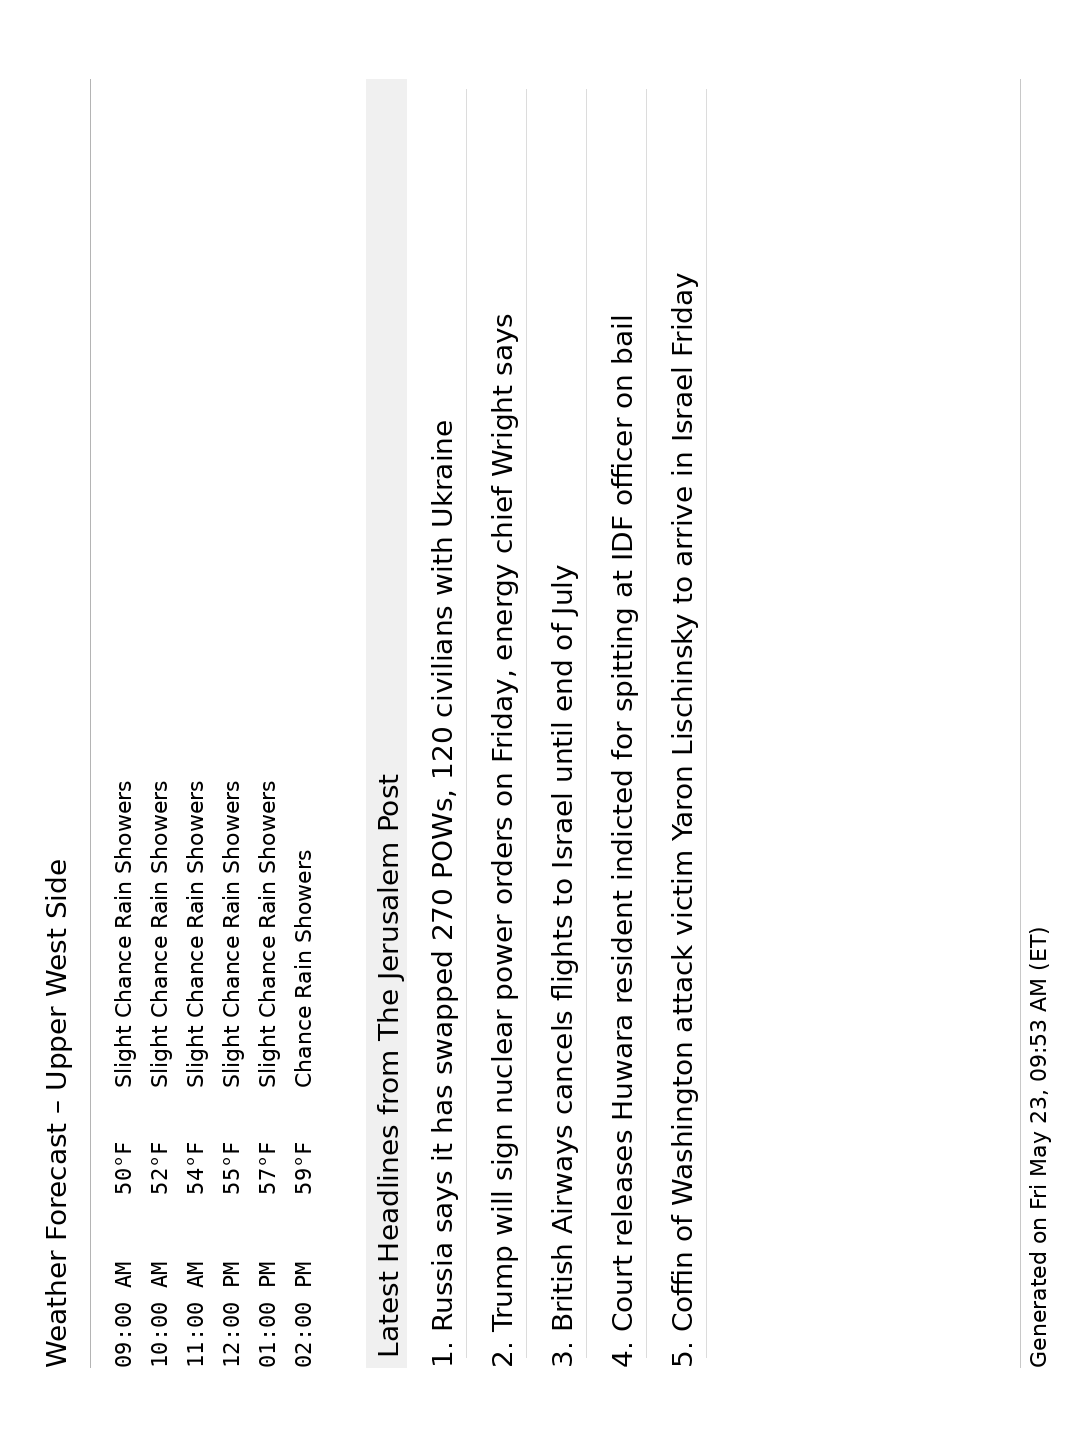 Weather Forecast – Upper West Side
09:00 AM 50°F Slight Chance Rain Showers
10:00 AM 52°F Slight Chance Rain Showers
11:00 AM 54°F Slight Chance Rain Showers
12:00 PM 55°F Slight Chance Rain Showers
01:00 PM 57°F Slight Chance Rain Showers
02:00 PM 59°F Chance Rain Showers
Latest Headlines from The Jerusalem Post
1. Russia says it has swapped 270 POWs, 120 civilians with Ukraine
2. Trump will sign nuclear power orders on Friday, energy chief Wright says
3. British Airways cancels flights to Israel until end of July
4. Court releases Huwara resident indicted for spitting at IDF officer on bail
5. Coffin of Washington attack victim Yaron Lischinsky to arrive in Israel Friday
Generated on Fri May 23, 09:53 AM (ET)